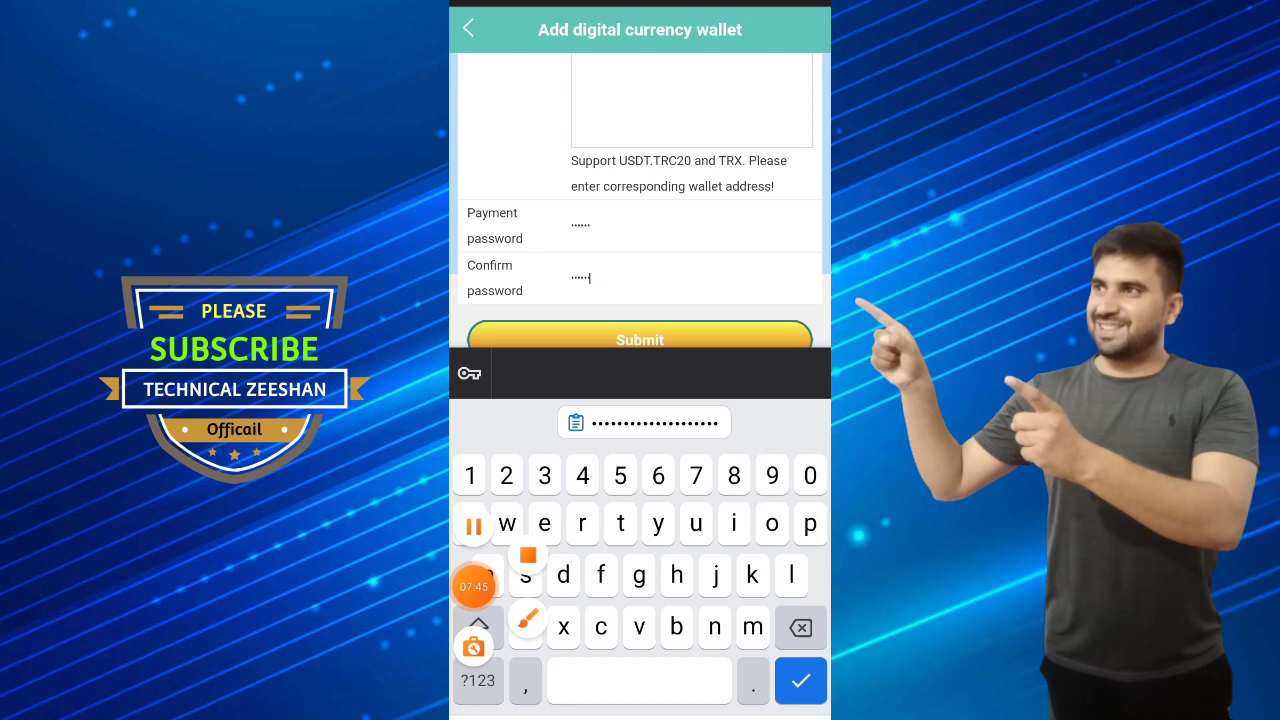 PLEASE
SUBSCRIBE
TECHNICAL ZEESHAN
Officail
Add digital currency wallet
Support USDT.TRC20 and TRX. Please
enter corresponding wallet address!
Payment
password
••••••
Confirm
password
••••••
Submit
••••••••••••••••••••
1 2 3 4 5 6 7 8 9 0
w e r t y u i o p
s d f g h j k l
07:45
x c v b n m
?123 , .